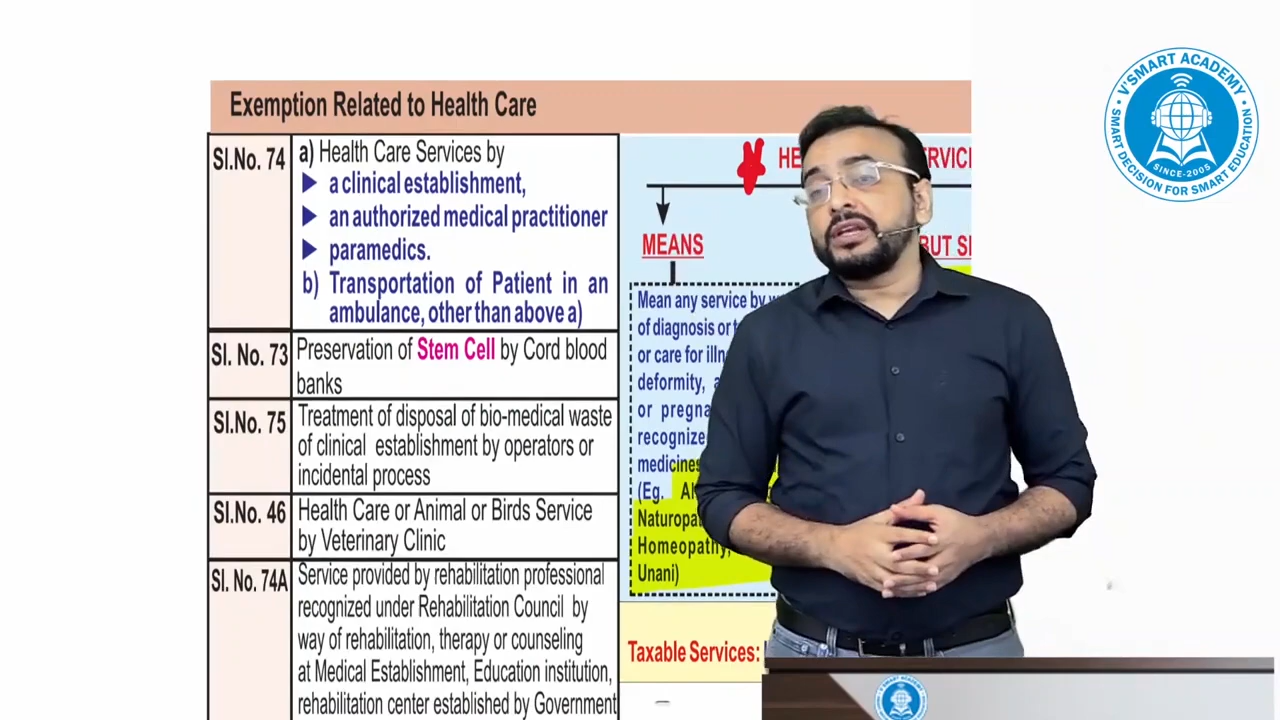 Exemption Related to Health Care
Sl.No. 74
a) Health Care Services by
a clinical establishment,
an authorized medical practitioner
paramedics.
b) Transportation of Patient in an
ambulance, other than above a)
Sl. No. 73
Preservation of Stem Cell by Cord blood
banks
Sl.No. 75
Treatment of disposal of bio-medical waste
of clinical establishment by operators or
incidental process
Sl.No. 46
Health Care or Animal or Birds Service
by Veterinary Clinic
Sl. No. 74A
Service provided by rehabilitation professional
recognized under Rehabilitation Council by
way of rehabilitation, therapy or counseling
at Medical Establishment, Education institution,
rehabilitation center established by Government
MEANS
Mean any service by
of diagnosis or
or care for
deformity,
or
medicines
(Eg.
Homeopathy,
Unani)
Taxable Services:
V'SMART ACADEMY
SMART DECISION FOR SMART EDUCATION
SINCE-2005